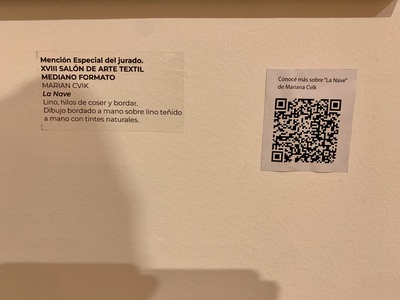 Mención Especial del jurado.
XVIII SALÓN DE ARTE TEXTIL
MEDIANO FORMATO
MARIAN CVIK
La Nave
Lino, hilos de coser y bordar.
Dibujo bordado a mano sobre lino teñido
a mano con tintes naturales.
Conocé más sobre "La Nave"
de Mariana Cvik